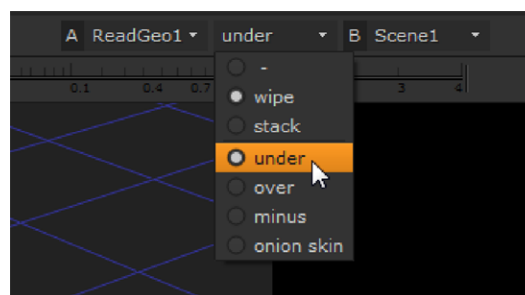 A ReadGeo1 under B Scene1
0.1 0.4 0.7 3 4
-
wipe
stack
under
over
minus
onion skin